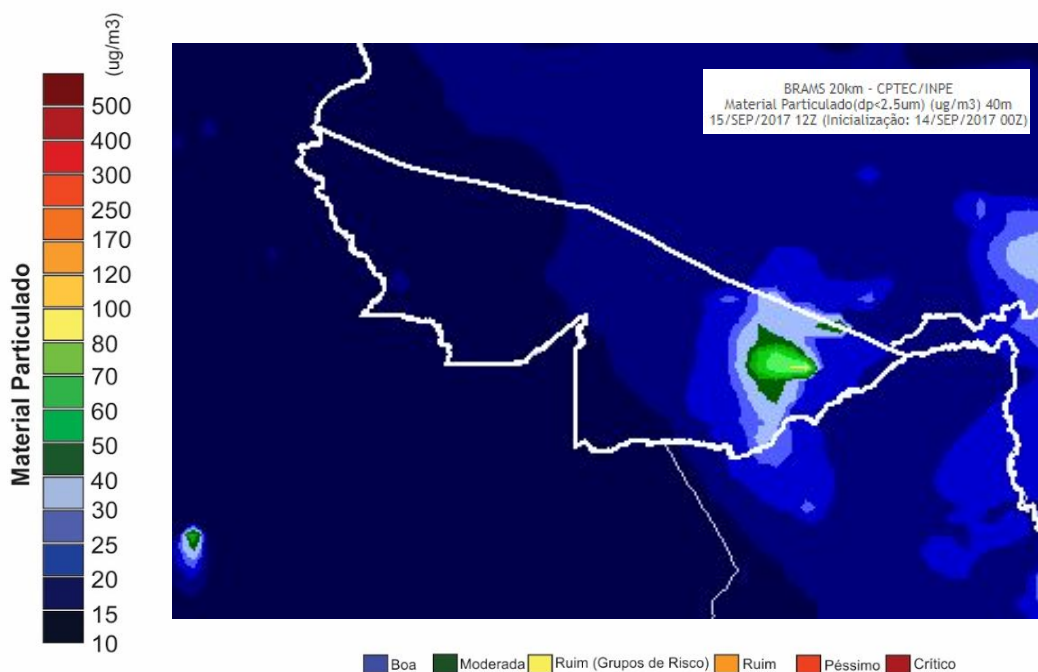 (ug/m3)
BRAMS 20km - CPTEC/INPE
Material Particulado(dp<2.5um) (ug/m3) 40m
15/SEP/2017 12Z (Inicialização: 14/SEP/2017 00Z)
Material Particulado
500
400
300
250
170
120
100
80
70
60
50
40
30
25
20
15
10
Boa
Moderada
Ruim (Grupos de Risco)
Ruim
Péssimo
Crítico